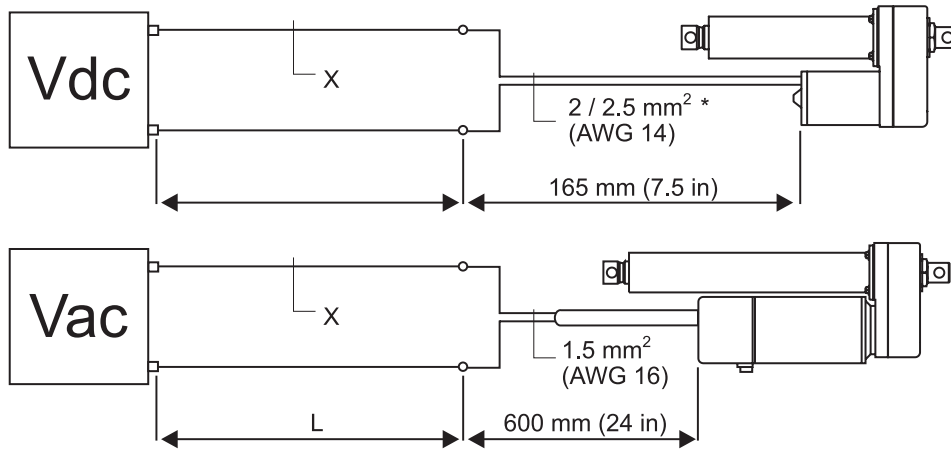 Vdc
X
2 / 2.5 mm² *
(AWG 14)
165 mm (7.5 in)
Vac
X
1.5 mm²
(AWG 16)
L
600 mm (24 in)